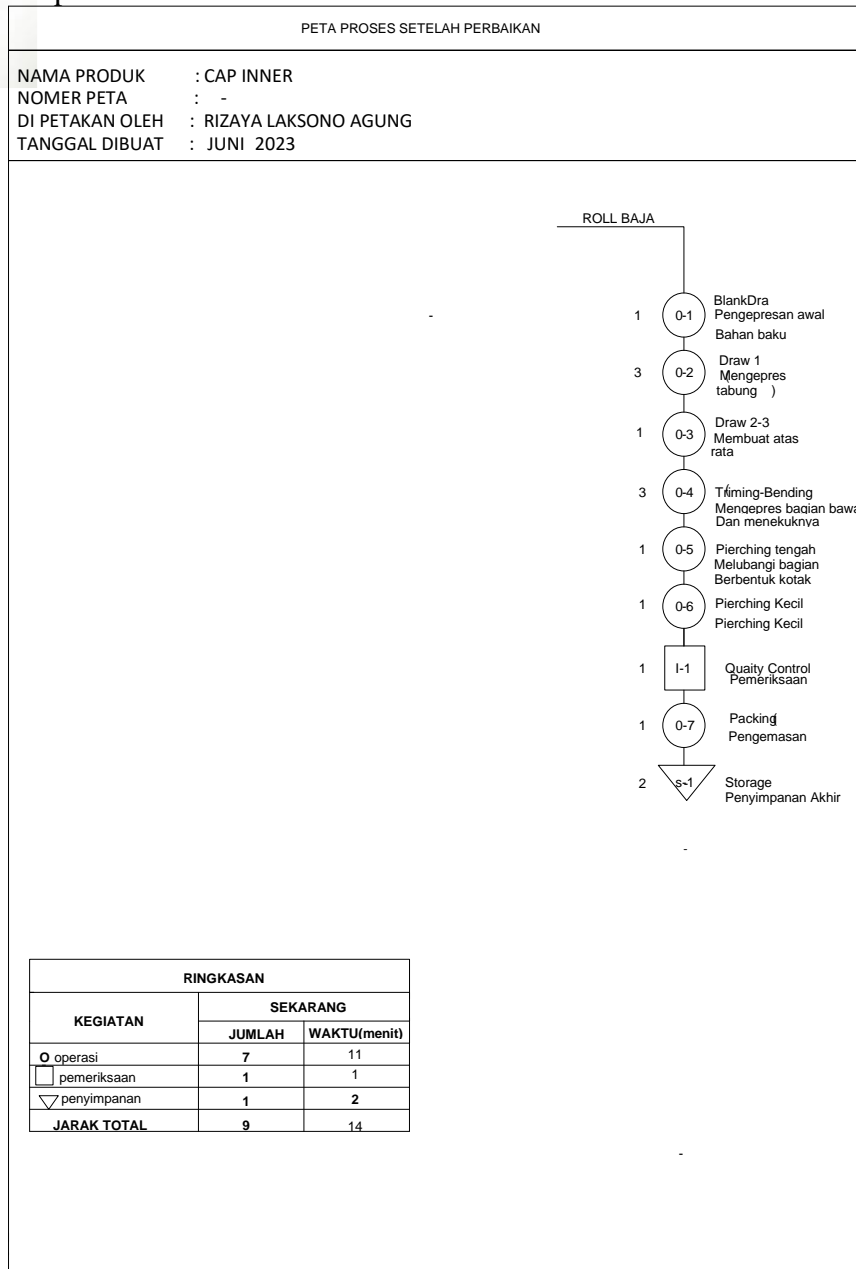 PETA PROSES SETELAH PERBAIKAN
NAMA PRODUK : CAP INNER
NOMER PETA : -
DI PETAKAN OLEH : RIZAYA LAKSONO AGUNG
TANGGAL DIBUAT : JUNI 2023
ROLL BAJA
-
1 0-1 BlankDra
Pengepresan awal
Bahan baku
3 0-2 Draw 1
Mengepres
tabung )
1 0-3 Draw 2-3
Membuat atas
rata
3 0-4 Triming-Bending
Mengepres bagian bawa
Dan menekuknya
1 0-5 Pierching tengah
Melubangi bagian
Berbentuk kotak
1 0-6 Pierching Kecil
Pierching Kecil
1 I-1 Quaity Control
Pemeriksaan
1 0-7 Packing(
Pengemasan
2 s-1 Storage
Penyimpanan Akhir
-
RINGKASAN
KEGIATAN SEKARANG
JUMLAH WAKTU(menit)
O operasi 7 11
pemeriksaan 1 1
penyimpanan 1 2
JARAK TOTAL 9 14
-